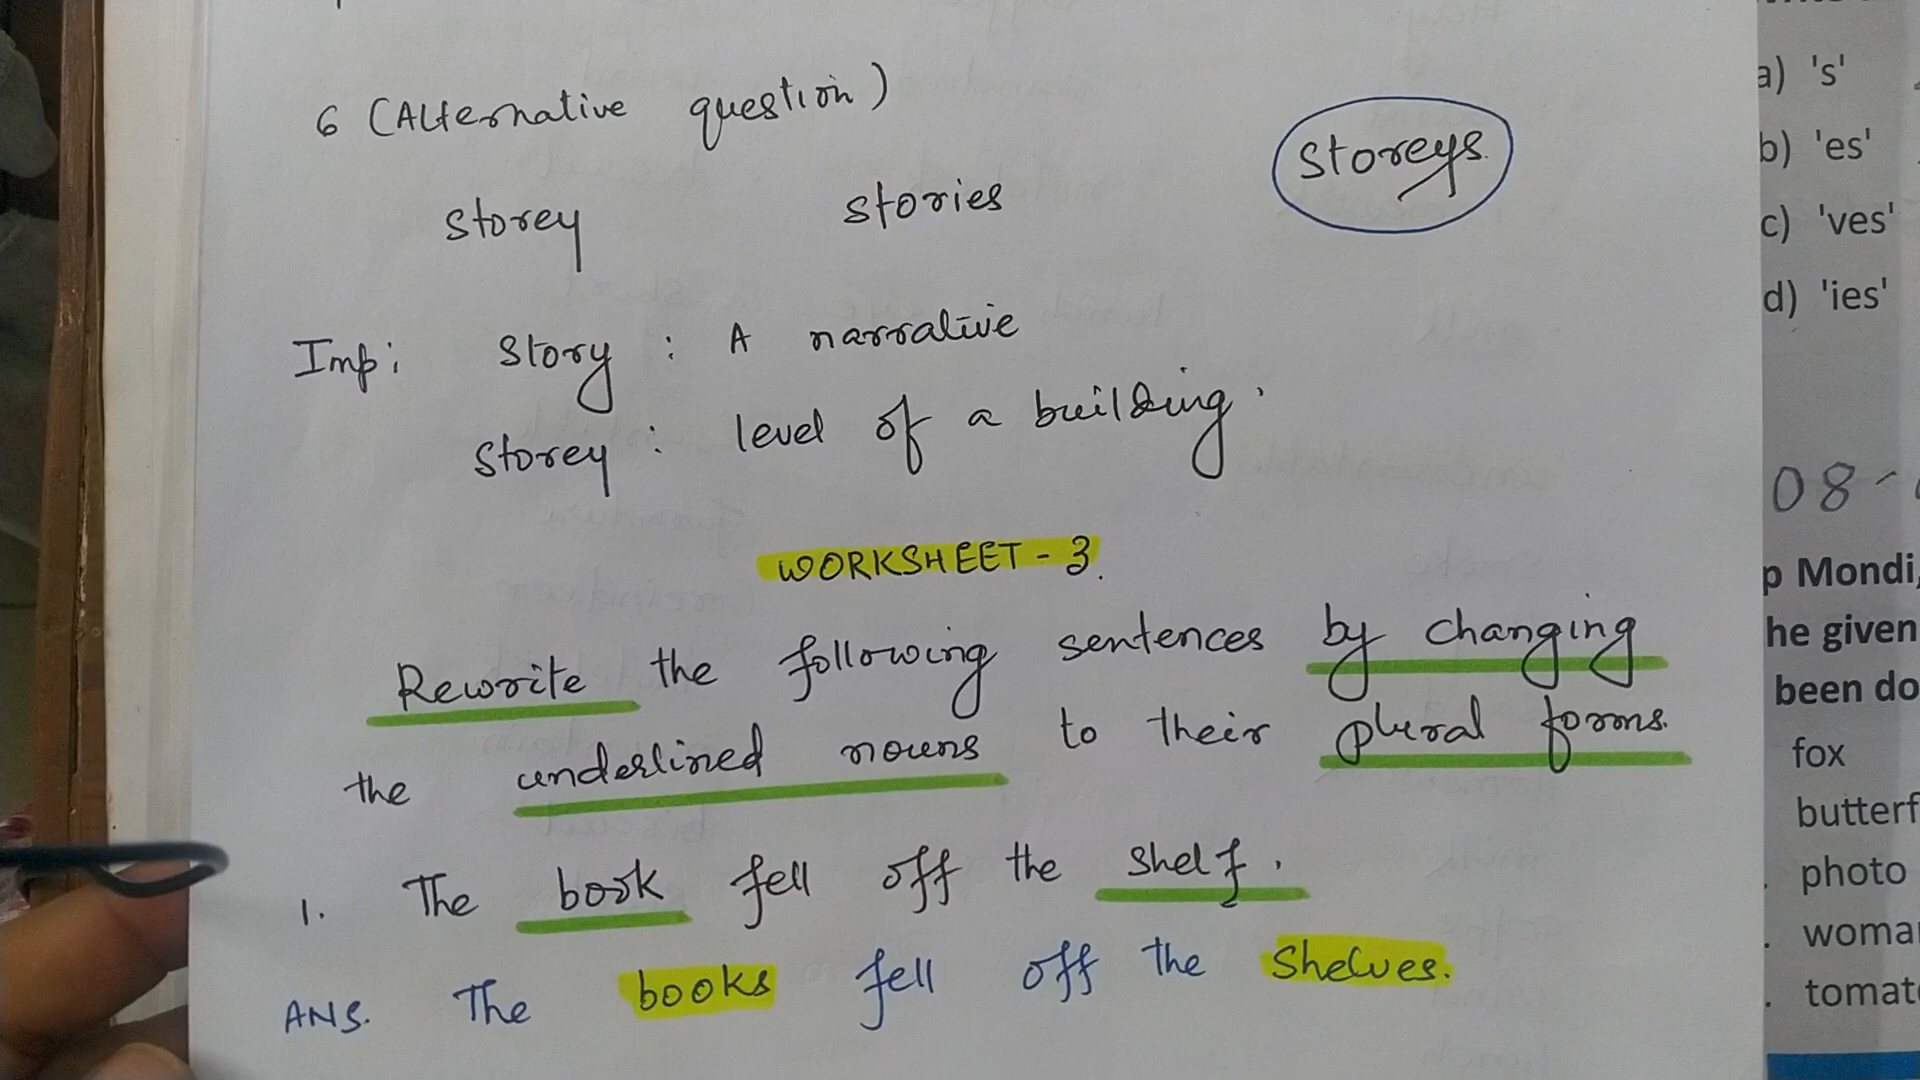 6 (Alternative question)
storey stories storeys
Imp: Story : A narrative
storey : level of a building.
WORKSHEET - 3.
Rewrite the following sentences by changing
the underlined nouns to their plural forms.
1. The book fell off the shelf.
ANS. The books fell off the Shelves.
a) 's'
b) 'es'
c) 'ves'
d) 'ies'
08-
p Mondi,
he given
been do
fox
butterf
photo
woma
tomat